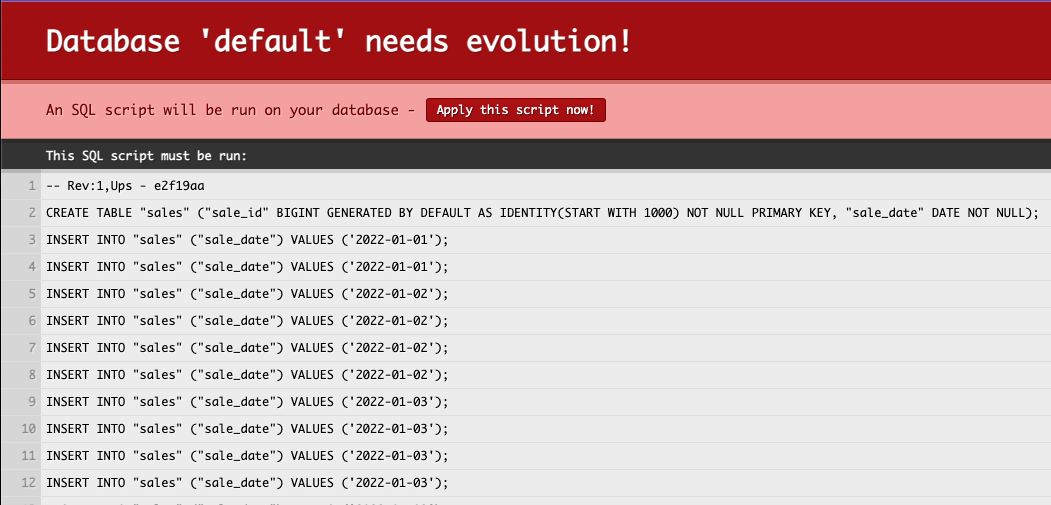 Database 'default' needs evolution!
An SQL script will be run on your database - Apply this script now!
This SQL script must be run:
1 -- Rev:1,Ups - e2f19aa
2 CREATE TABLE "sales" ("sale_id" BIGINT GENERATED BY DEFAULT AS IDENTITY(START WITH 1000) NOT NULL PRIMARY KEY, "sale_date" DATE NOT NULL);
3 INSERT INTO "sales" ("sale_date") VALUES ('2022-01-01');
4 INSERT INTO "sales" ("sale_date") VALUES ('2022-01-01');
5 INSERT INTO "sales" ("sale_date") VALUES ('2022-01-02');
6 INSERT INTO "sales" ("sale_date") VALUES ('2022-01-02');
7 INSERT INTO "sales" ("sale_date") VALUES ('2022-01-02');
8 INSERT INTO "sales" ("sale_date") VALUES ('2022-01-02');
9 INSERT INTO "sales" ("sale_date") VALUES ('2022-01-03');
10 INSERT INTO "sales" ("sale_date") VALUES ('2022-01-03');
11 INSERT INTO "sales" ("sale_date") VALUES ('2022-01-03');
12 INSERT INTO "sales" ("sale_date") VALUES ('2022-01-03');